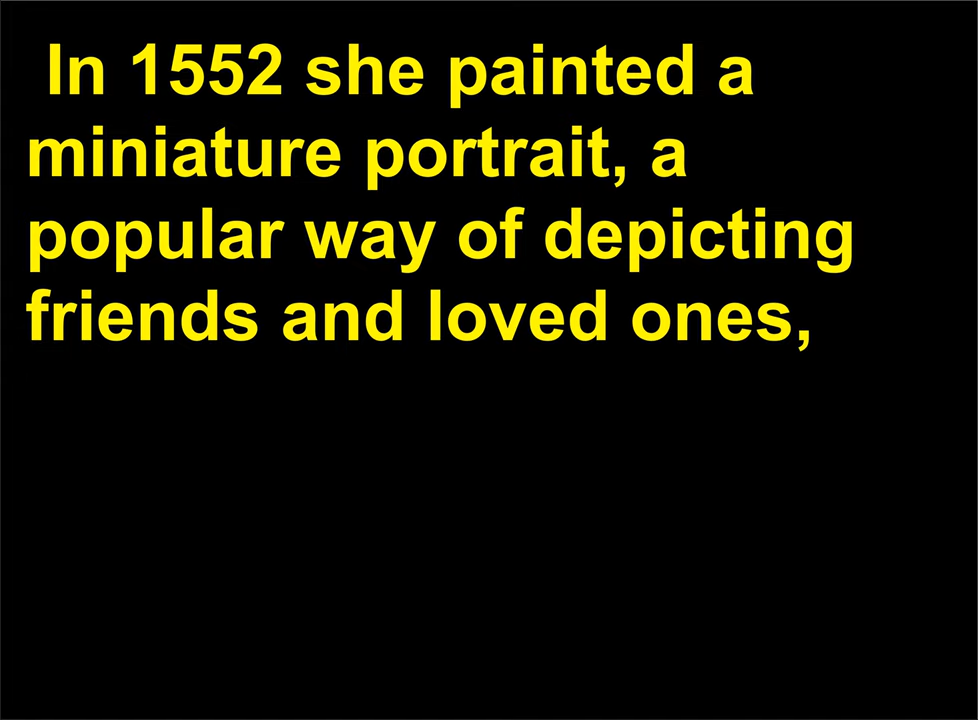 In 1552 she painted a
miniature portrait, a
popular way of depicting
friends and loved ones,